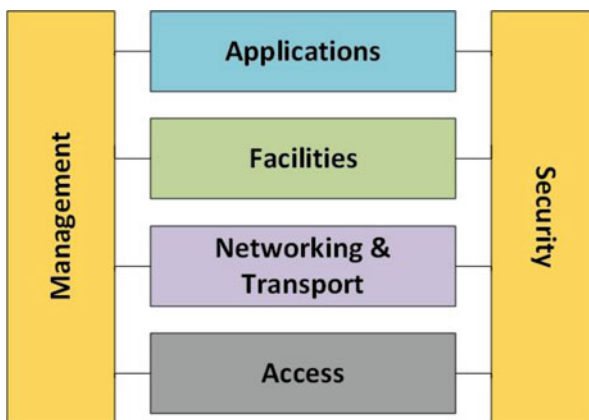 Management
Applications
Facilities
Networking &
Transport
Access
Security